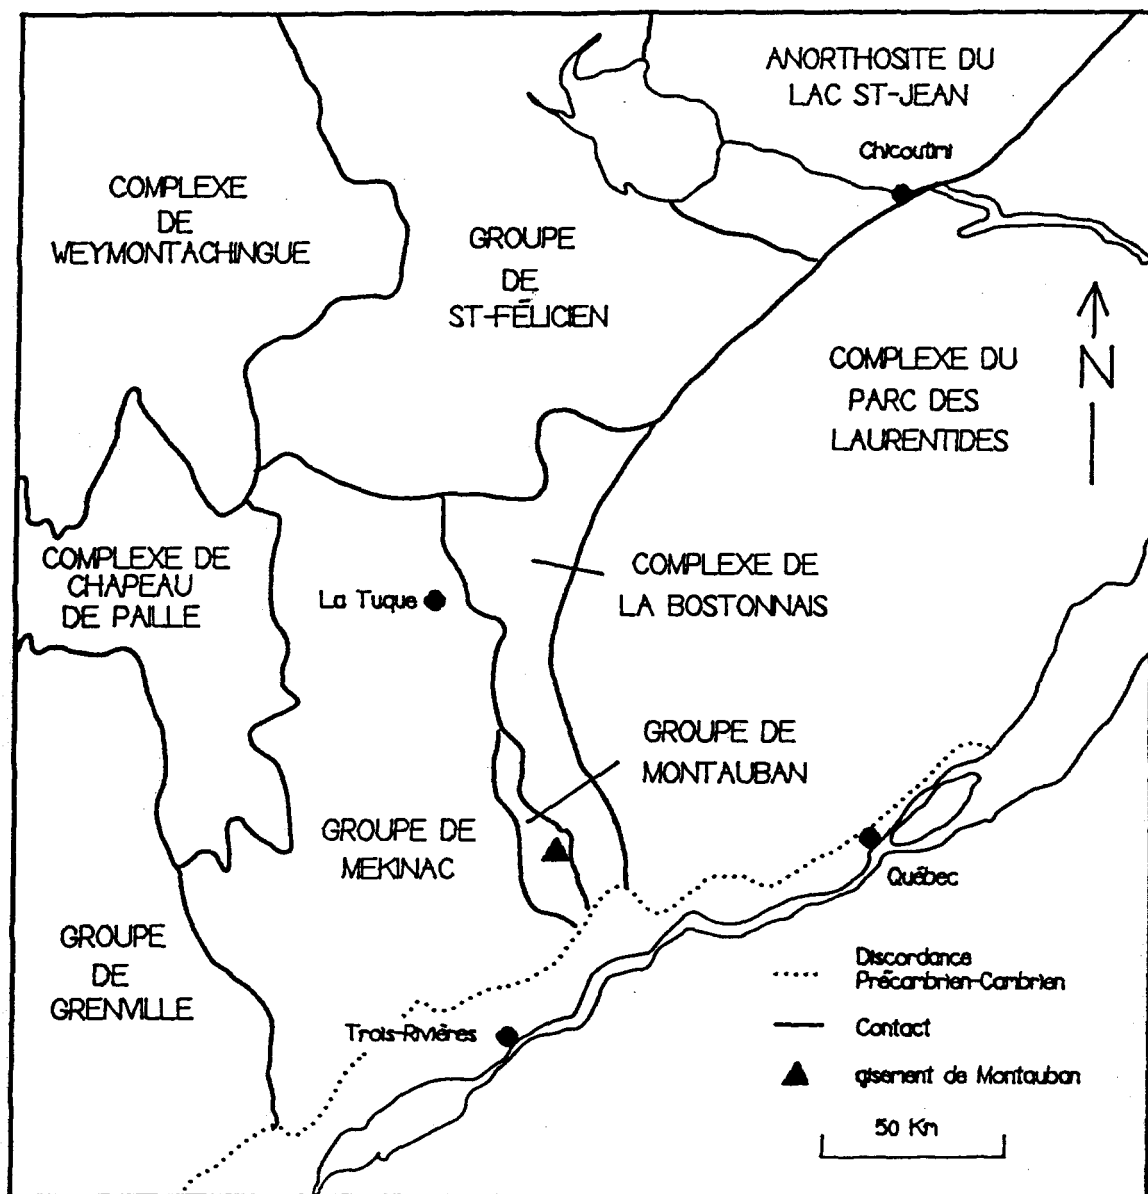 ANORTHOSITE DU
LAC ST-JEAN
Chicoutimi
COMPLEXE
DE
WEYMONTACHINGUE
GROUPE
DE
ST-FÉLICIEN
COMPLEXE DU
PARC DES
LAURENTIDES
N
COMPLEXE DE
CHAPEAU
DE PAILLE
La Tuque
COMPLEXE DE
LA BOSTONNAIS
GROUPE DE
MONTAUBAN
GROUPE DE
MEKINAC
Québec
GROUPE
DE
GRENVILLE
Trois-Rivières
Discordance
Précambrien-Cambrien
Contact
gisement de Montauban
50 Km